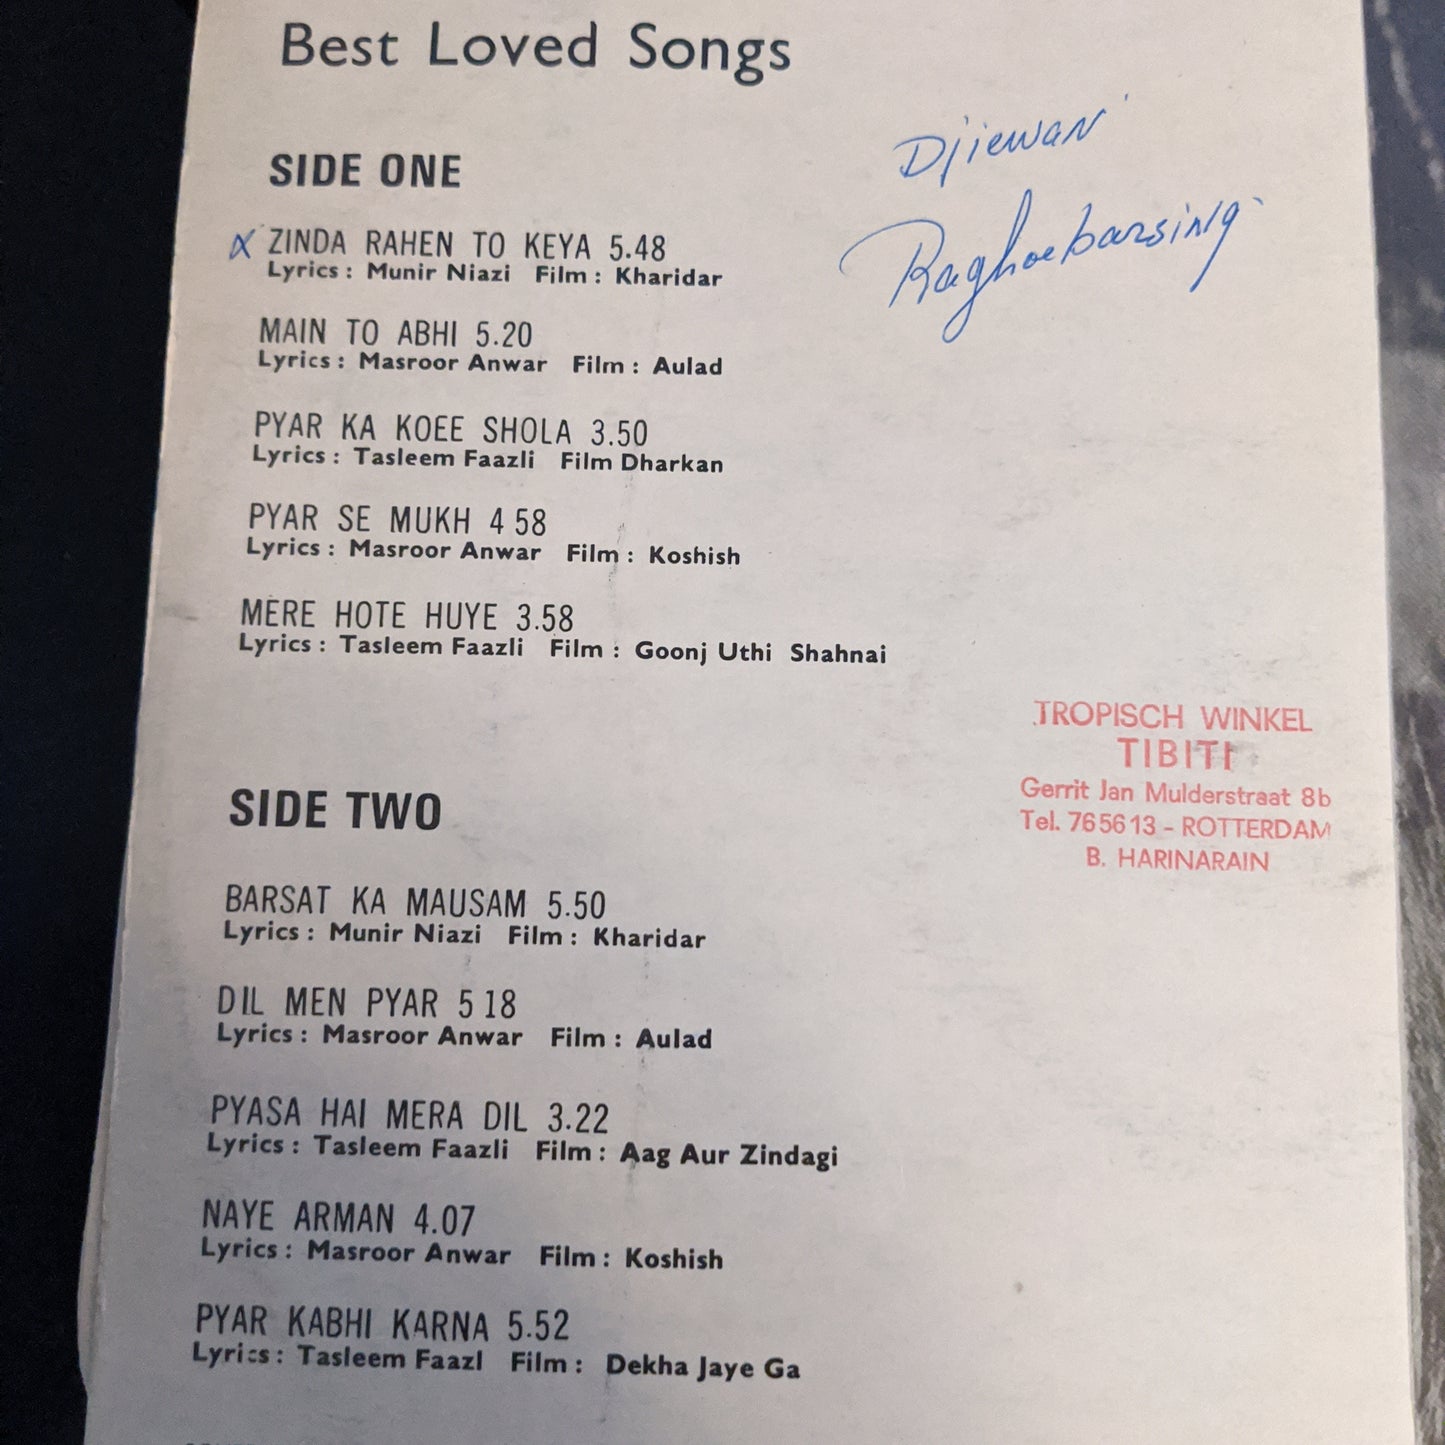 Best Loved Songs
Djiewan
Raghoebarsing
SIDE ONE
x ZINDA RAHEN TO KEYA 5.48
Lyrics : Munir Niazi Film : Kharidar
MAIN TO ABHI 5.20
Lyrics : Masroor Anwar Film : Aulad
PYAR KA KOEE SHOLA 3.50
Lyrics : Tasleem Faazli Film Dharkan
PYAR SE MUKH 4 58
Lyrics : Masroor Anwar Film : Koshish
MERE HOTE HUYE 3.58
Lyrics : Tasleem Faazli Film : Goonj Uthi Shahnai
TROPISCH WINKEL
TIBITI
Gerrit Jan Mulderstraat 8b
Tel. 765613 - ROTTERDAM
B. HARINARAIN
SIDE TWO
BARSAT KA MAUSAM 5.50
Lyrics : Munir Niazi Film : Kharidar
DIL MEN PYAR 5 18
Lyrics : Masroor Anwar Film : Aulad
PYASA HAI MERA DIL 3.22
Lyrics : Tasleem Faazli Film : Aag Aur Zindagi
NAYE ARMAN 4.07
Lyrics : Masroor Anwar Film : Koshish
PYAR KABHI KARNA 5.52
Lyrics : Tasleem Faazl Film : Dekha Jaye Ga